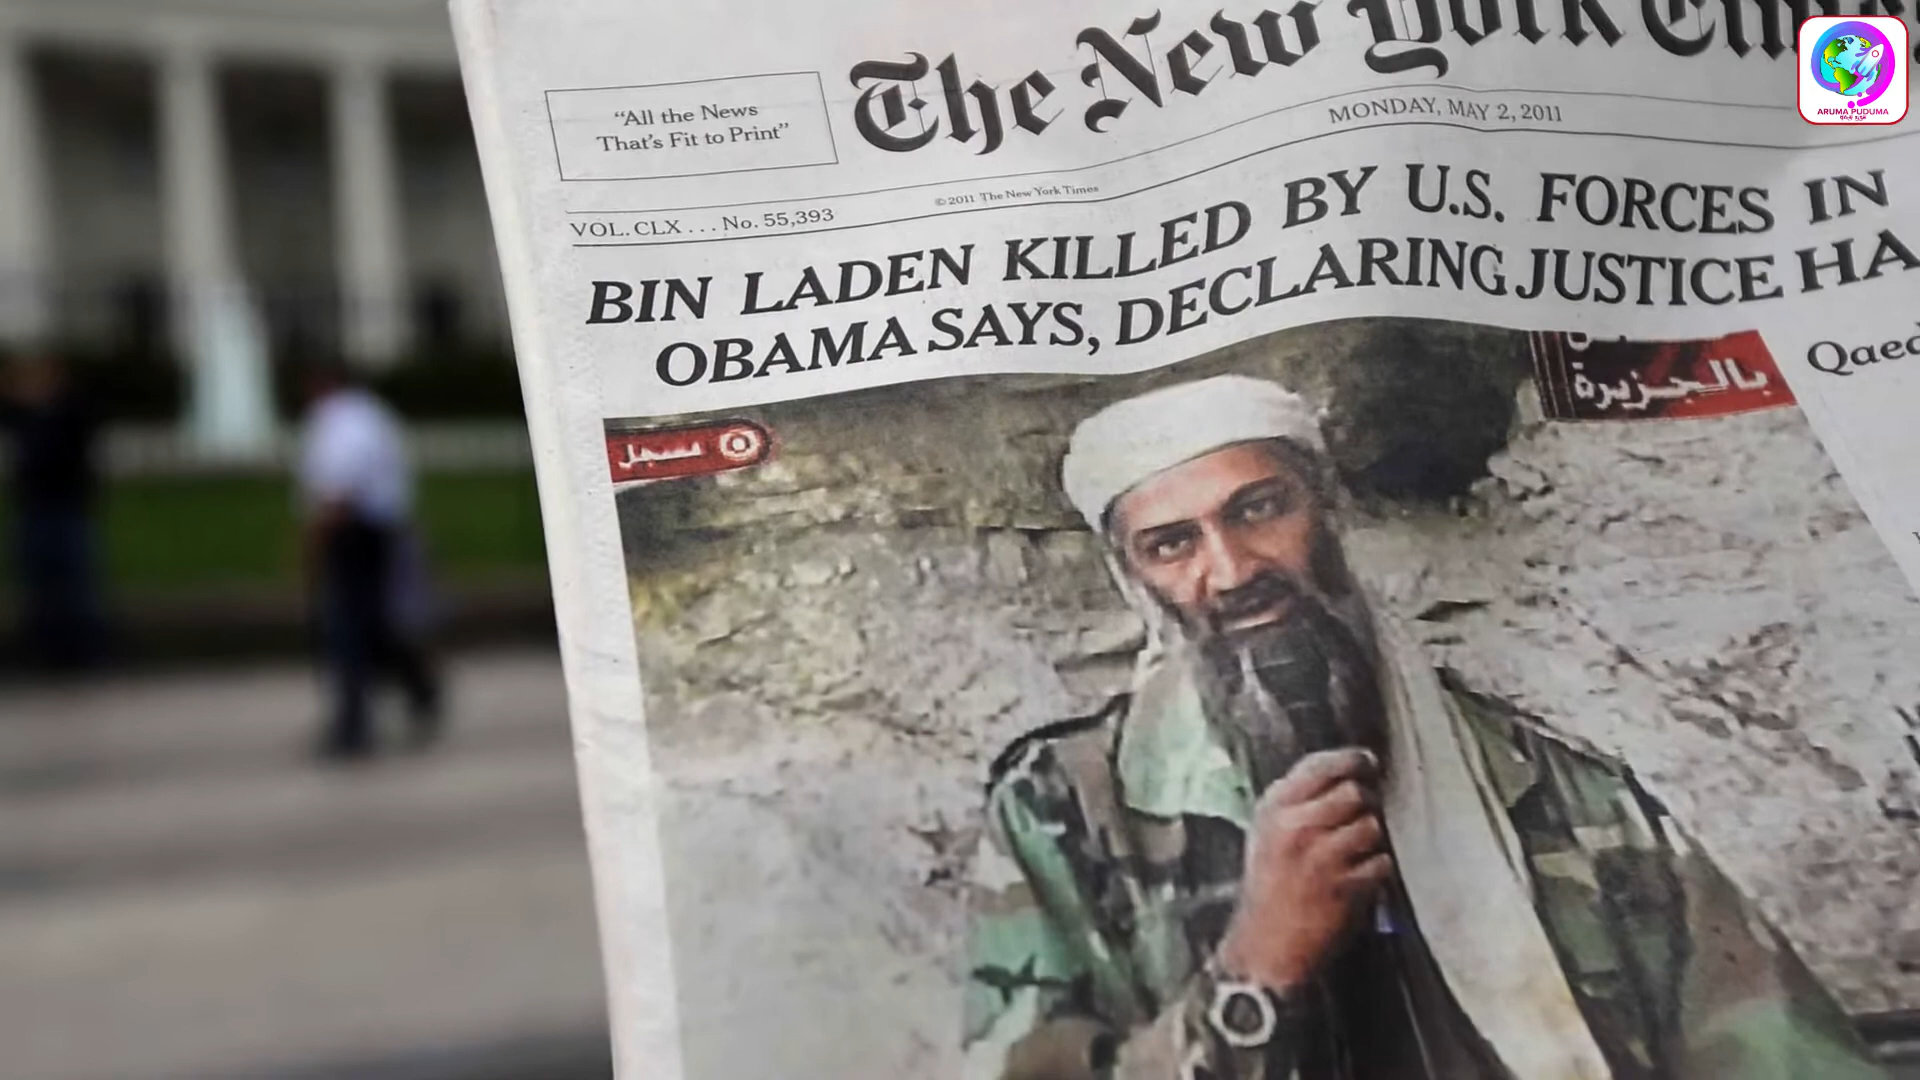 The New York Times
"All the News
That's Fit to Print"
MONDAY, MAY 2, 2011
© 2011 The New York Times
VOL. CLX . . . No. 55,393
BIN LADEN KILLED BY U.S. FORCES IN
OBAMA SAYS, DECLARING JUSTICE HA
Qaed
بالجزيرة
مسجل
ARUMA PUDUMA